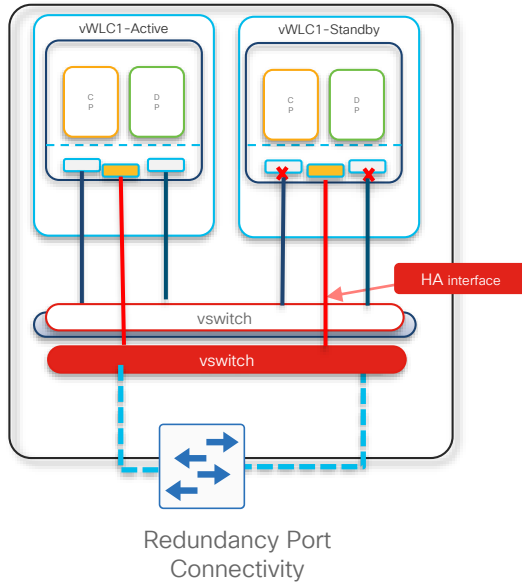 vWLC1-Active
vWLC1-Standby
C
P
D
P
C
P
D
P
HA interface
vswitch
vswitch
Redundancy Port
Connectivity